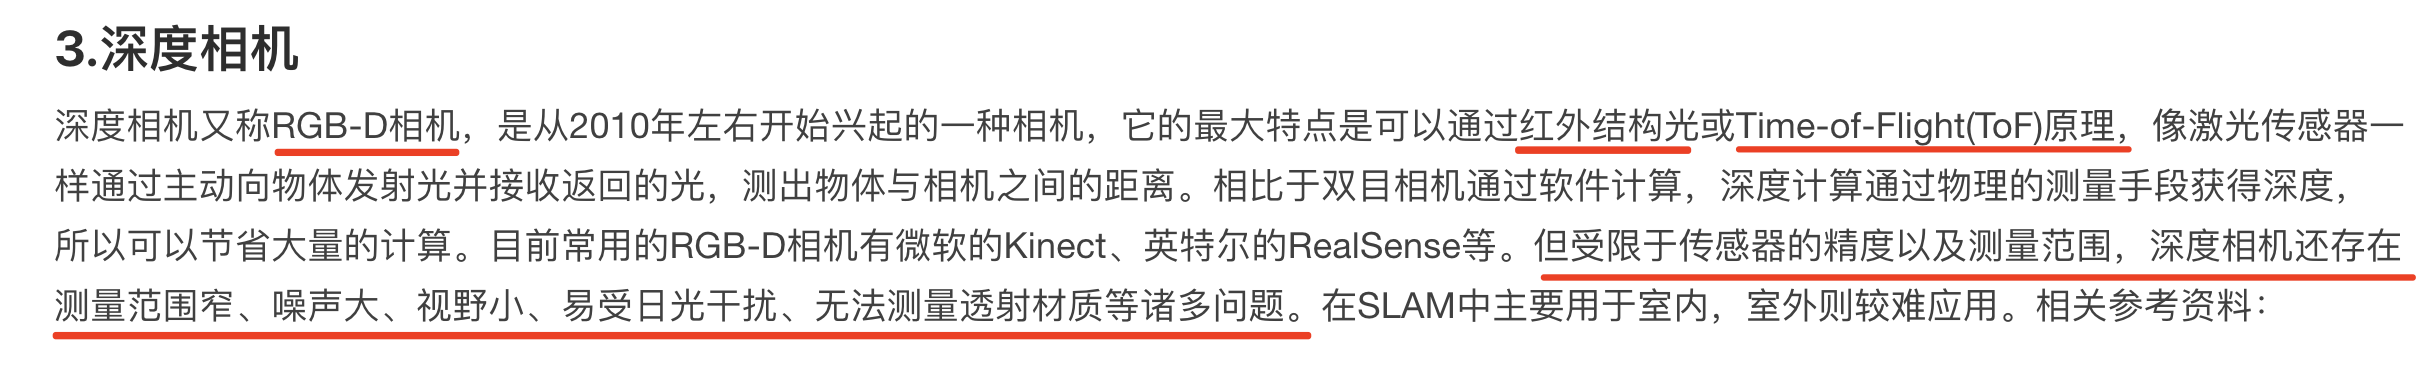 3.深度相机
深度相机又称RGB-D相机，是从2010年左右开始兴起的一种相机，它的最大特点是可以通过红外结构光或Time-of-Flight(ToF)原理，像激光传感器一
样通过主动向物体发射光并接收返回的光，测出物体与相机之间的距离。相比于双目相机通过软件计算，深度计算通过物理的测量手段获得深度，
所以可以节省大量的计算。目前常用的RGB-D相机有微软的Kinect、英特尔的RealSense等。但受限于传感器的精度以及测量范围，深度相机还存在
测量范围窄、噪声大、视野小、易受日光干扰、无法测量透射材质等诸多问题。在SLAM中主要用于室内，室外则较难应用。相关参考资料：